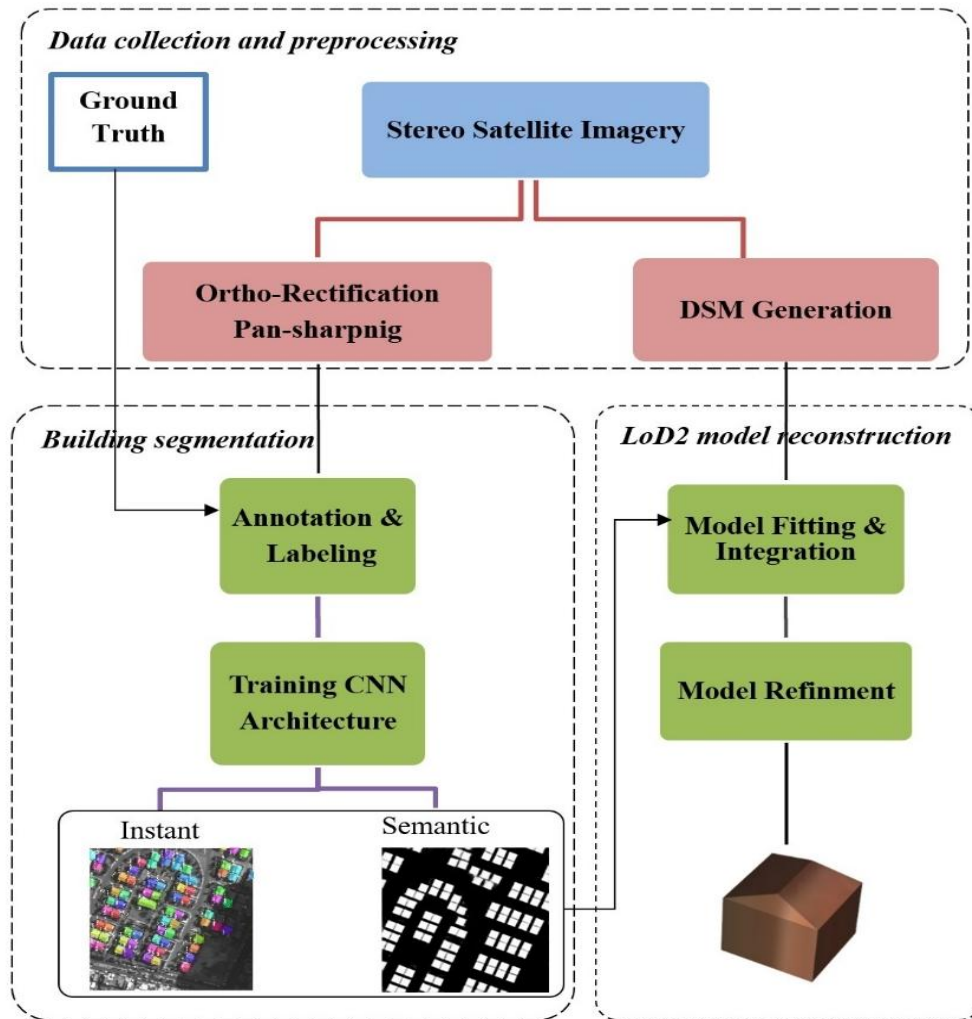 Data collection and preprocessing
Ground
Truth
Stereo Satellite Imagery
Ortho-Rectification
Pan-sharpnig
DSM Generation
Building segmentation
Annotation &
Labeling
Training CNN
Architecture
Instant
Semantic
LoD2 model reconstruction
Model Fitting &
Integration
Model Refinment